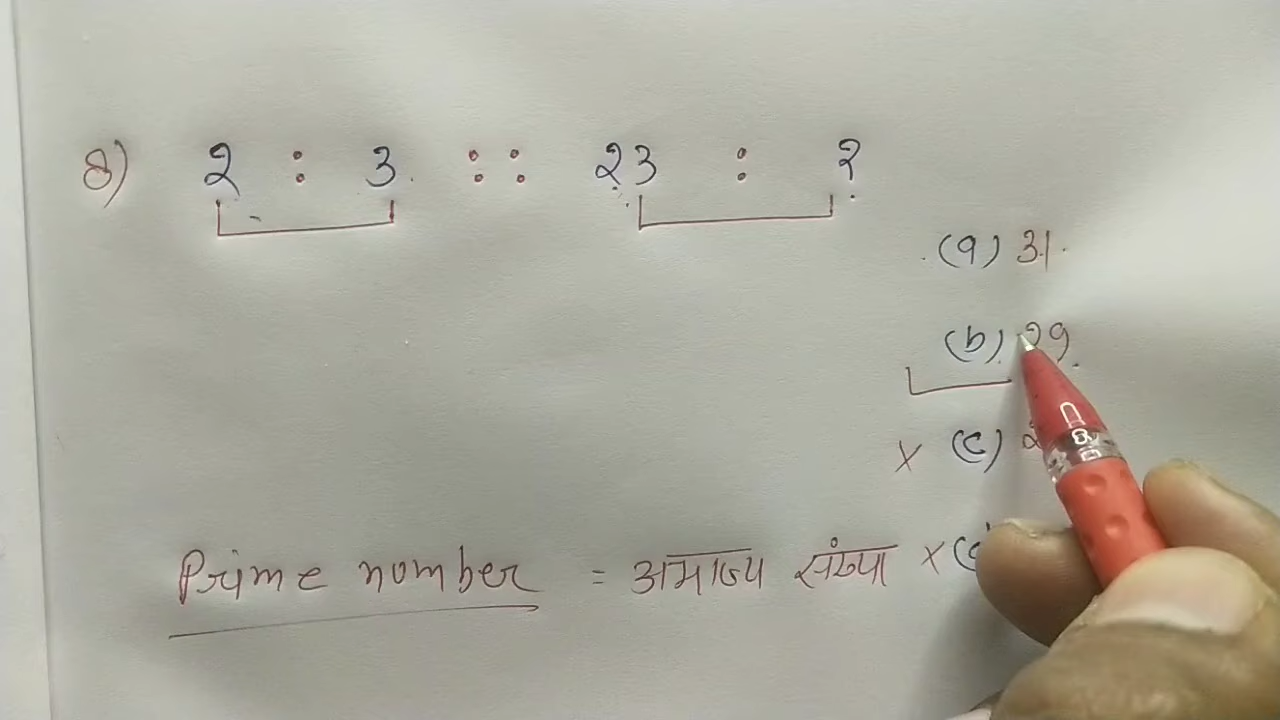 8) 2 : 3 :: 23 : ?
(a) 31
(b) 29
x (c)
Prime number = अभाज्य संख्या x